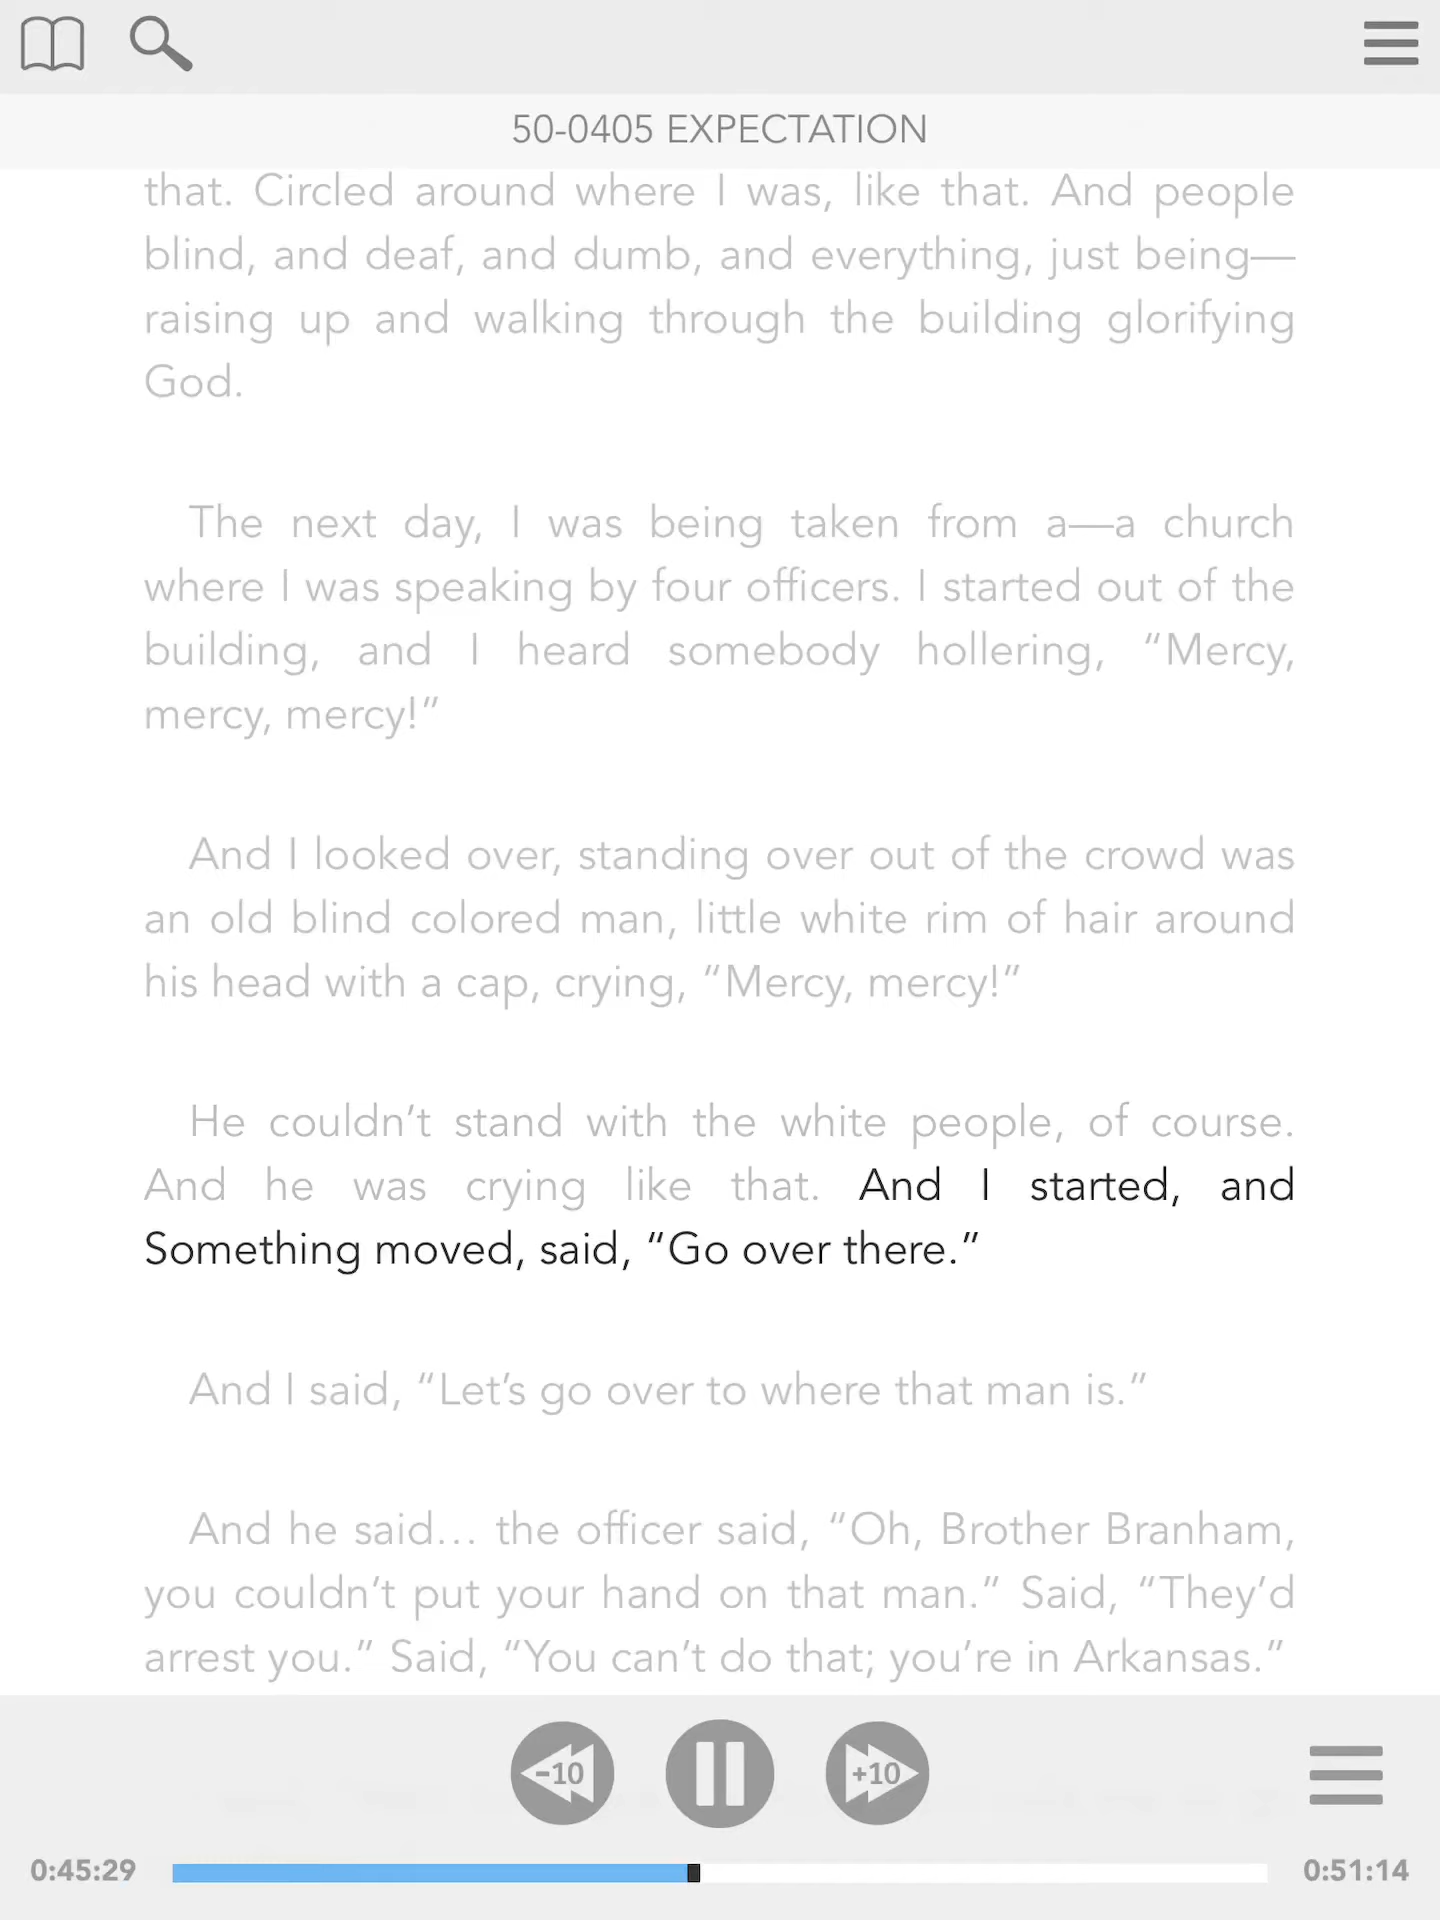 50-0405 EXPECTATION
that. Circled around where I was, like that. And people
blind, and deaf, and dumb, and everything, just being—
raising up and walking through the building glorifying
God.
The next day, I was being taken from a—a church
where I was speaking by four officers. I started out of the
building, and I heard somebody hollering, “Mercy,
mercy, mercy!”
And I looked over, standing over out of the crowd was
an old blind colored man, little white rim of hair around
his head with a cap, crying, “Mercy, mercy!”
He couldn’t stand with the white people, of course.
And he was crying like that. And I started, and
Something moved, said, “Go over there.”
And I said, “Let’s go over to where that man is.”
And he said… the officer said, “Oh, Brother Branham,
you couldn’t put your hand on that man.” Said, “They’d
arrest you.” Said, “You can’t do that; you’re in Arkansas.”
-10 +10
0:45:29 0:51:14